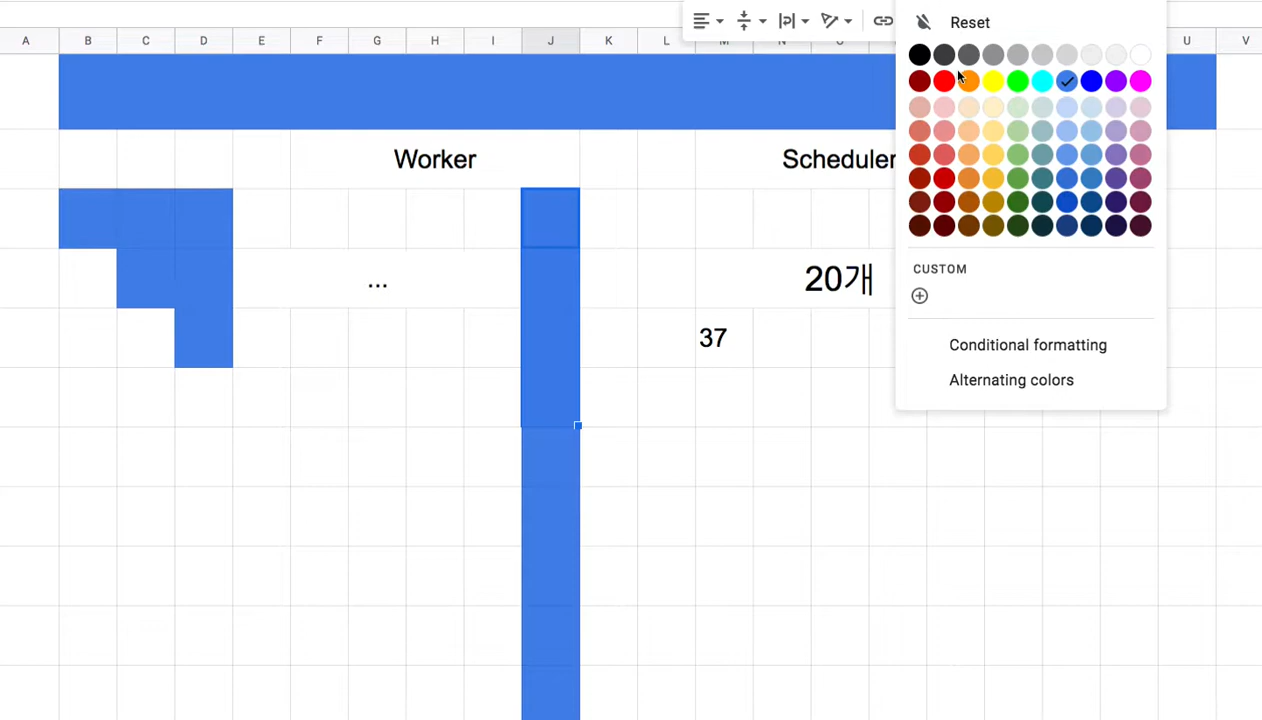 Reset
A B C D E F G H I J K L M N O U V
Worker
Scheduler
...
20개
37
CUSTOM
Conditional formatting
Alternating colors